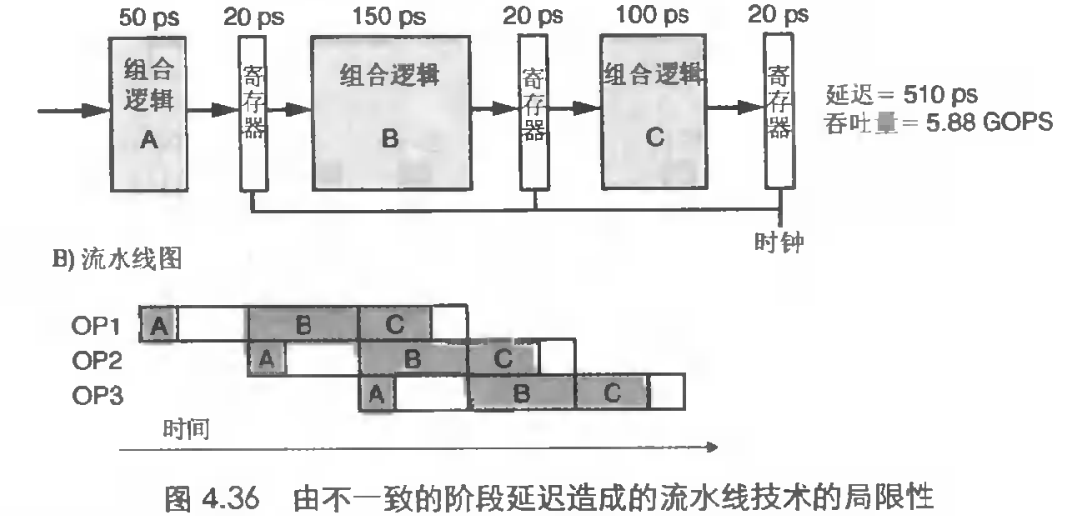 50 ps 20 ps 150 ps 20 ps 100 ps 20 ps
组合逻辑 A
寄存器
组合逻辑 B
寄存器
组合逻辑 C
寄存器
延迟 = 510 ps
吞吐量 = 5.88 GOPS
时钟
B) 流水线图
OP1 A B C
OP2 A B C
OP3 A B C
时间
图 4.36 由不一致的阶段延迟造成的流水线技术的局限性